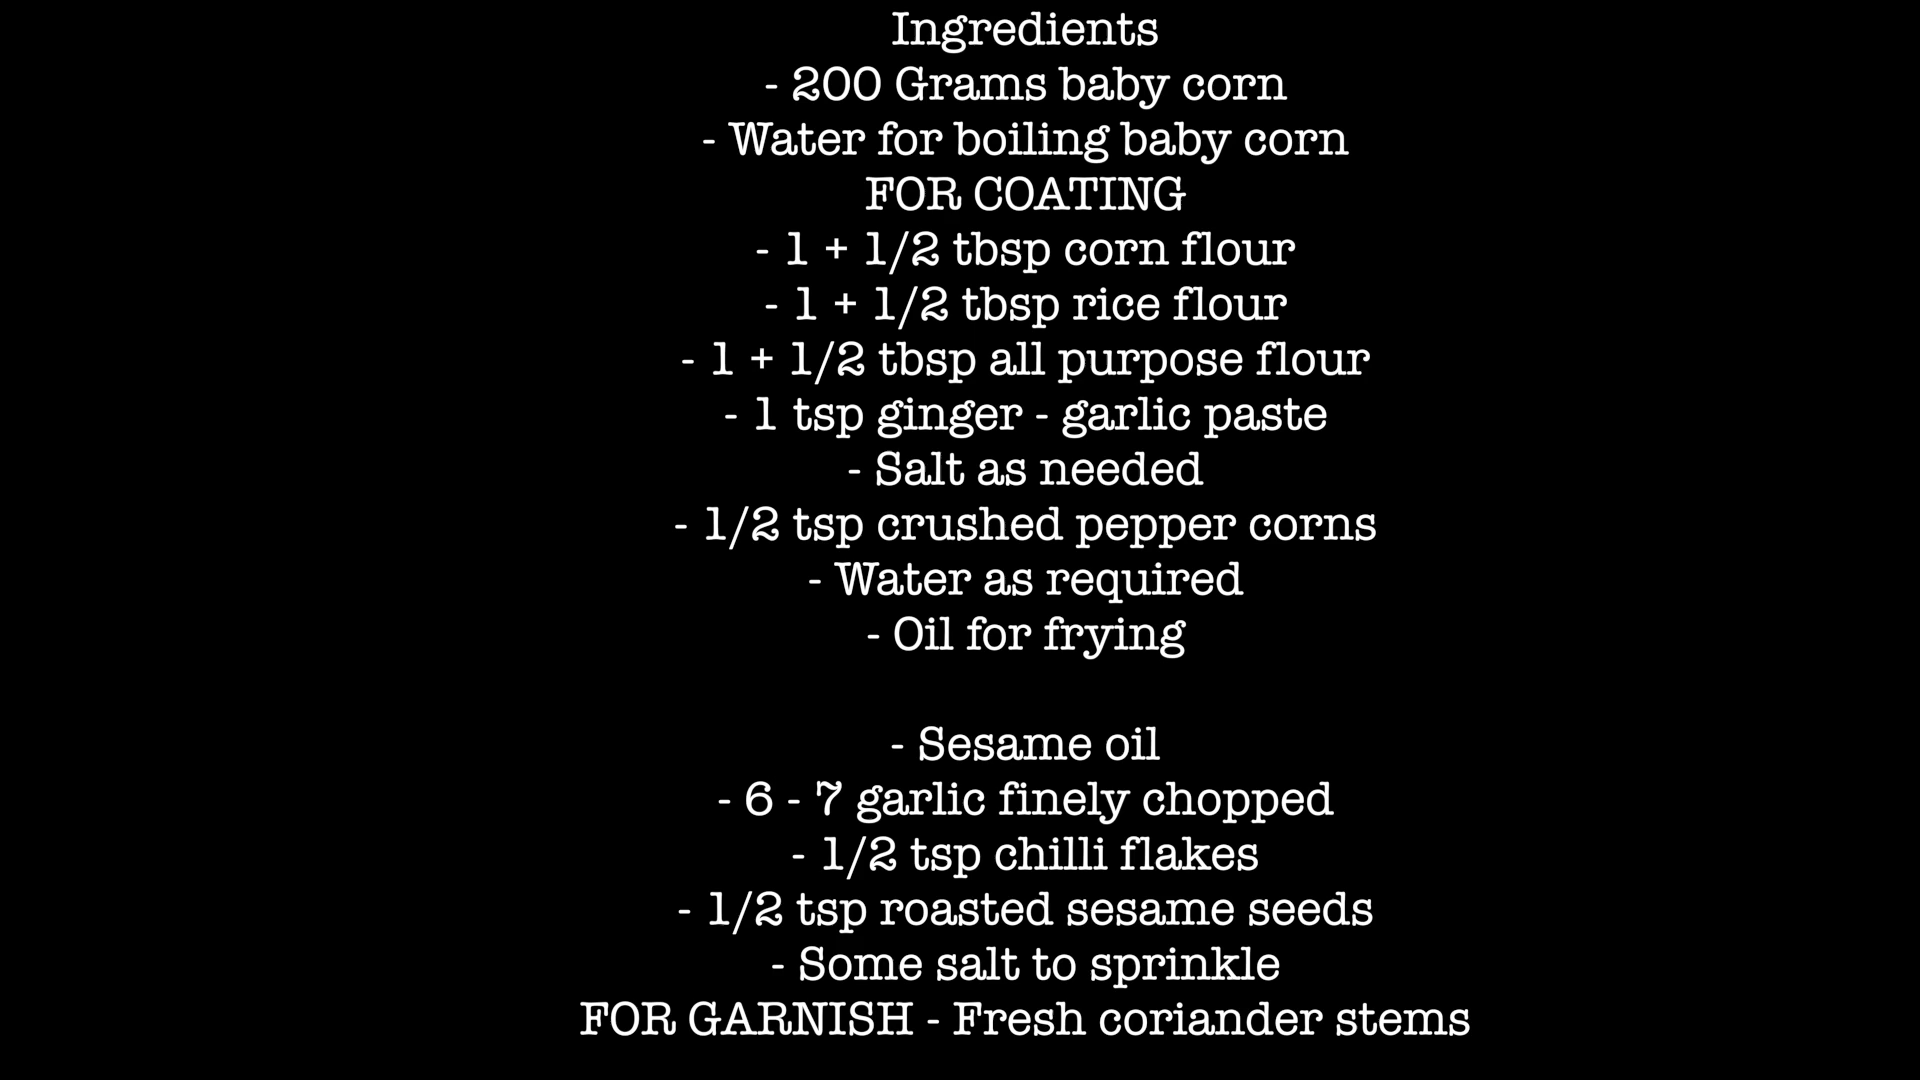 Ingredients
- 200 Grams baby corn
- Water for boiling baby corn
FOR COATING
- 1 + 1/2 tbsp corn flour
- 1 + 1/2 tbsp rice flour
- 1 + 1/2 tbsp all purpose flour
- 1 tsp ginger - garlic paste
- Salt as needed
- 1/2 tsp crushed pepper corns
- Water as required
- Oil for frying
- Sesame oil
- 6 - 7 garlic finely chopped
- 1/2 tsp chilli flakes
- 1/2 tsp roasted sesame seeds
- Some salt to sprinkle
FOR GARNISH - Fresh coriander stems